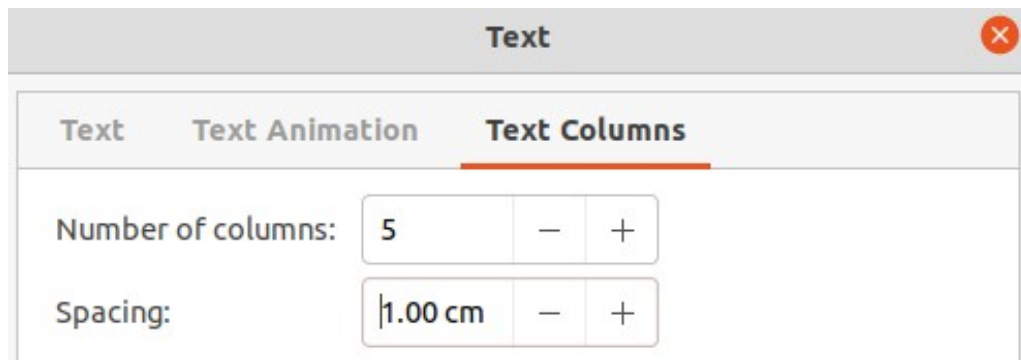 Text
Text Text Animation Text Columns
Number of columns: 5 − +
Spacing: 1.00 cm − +